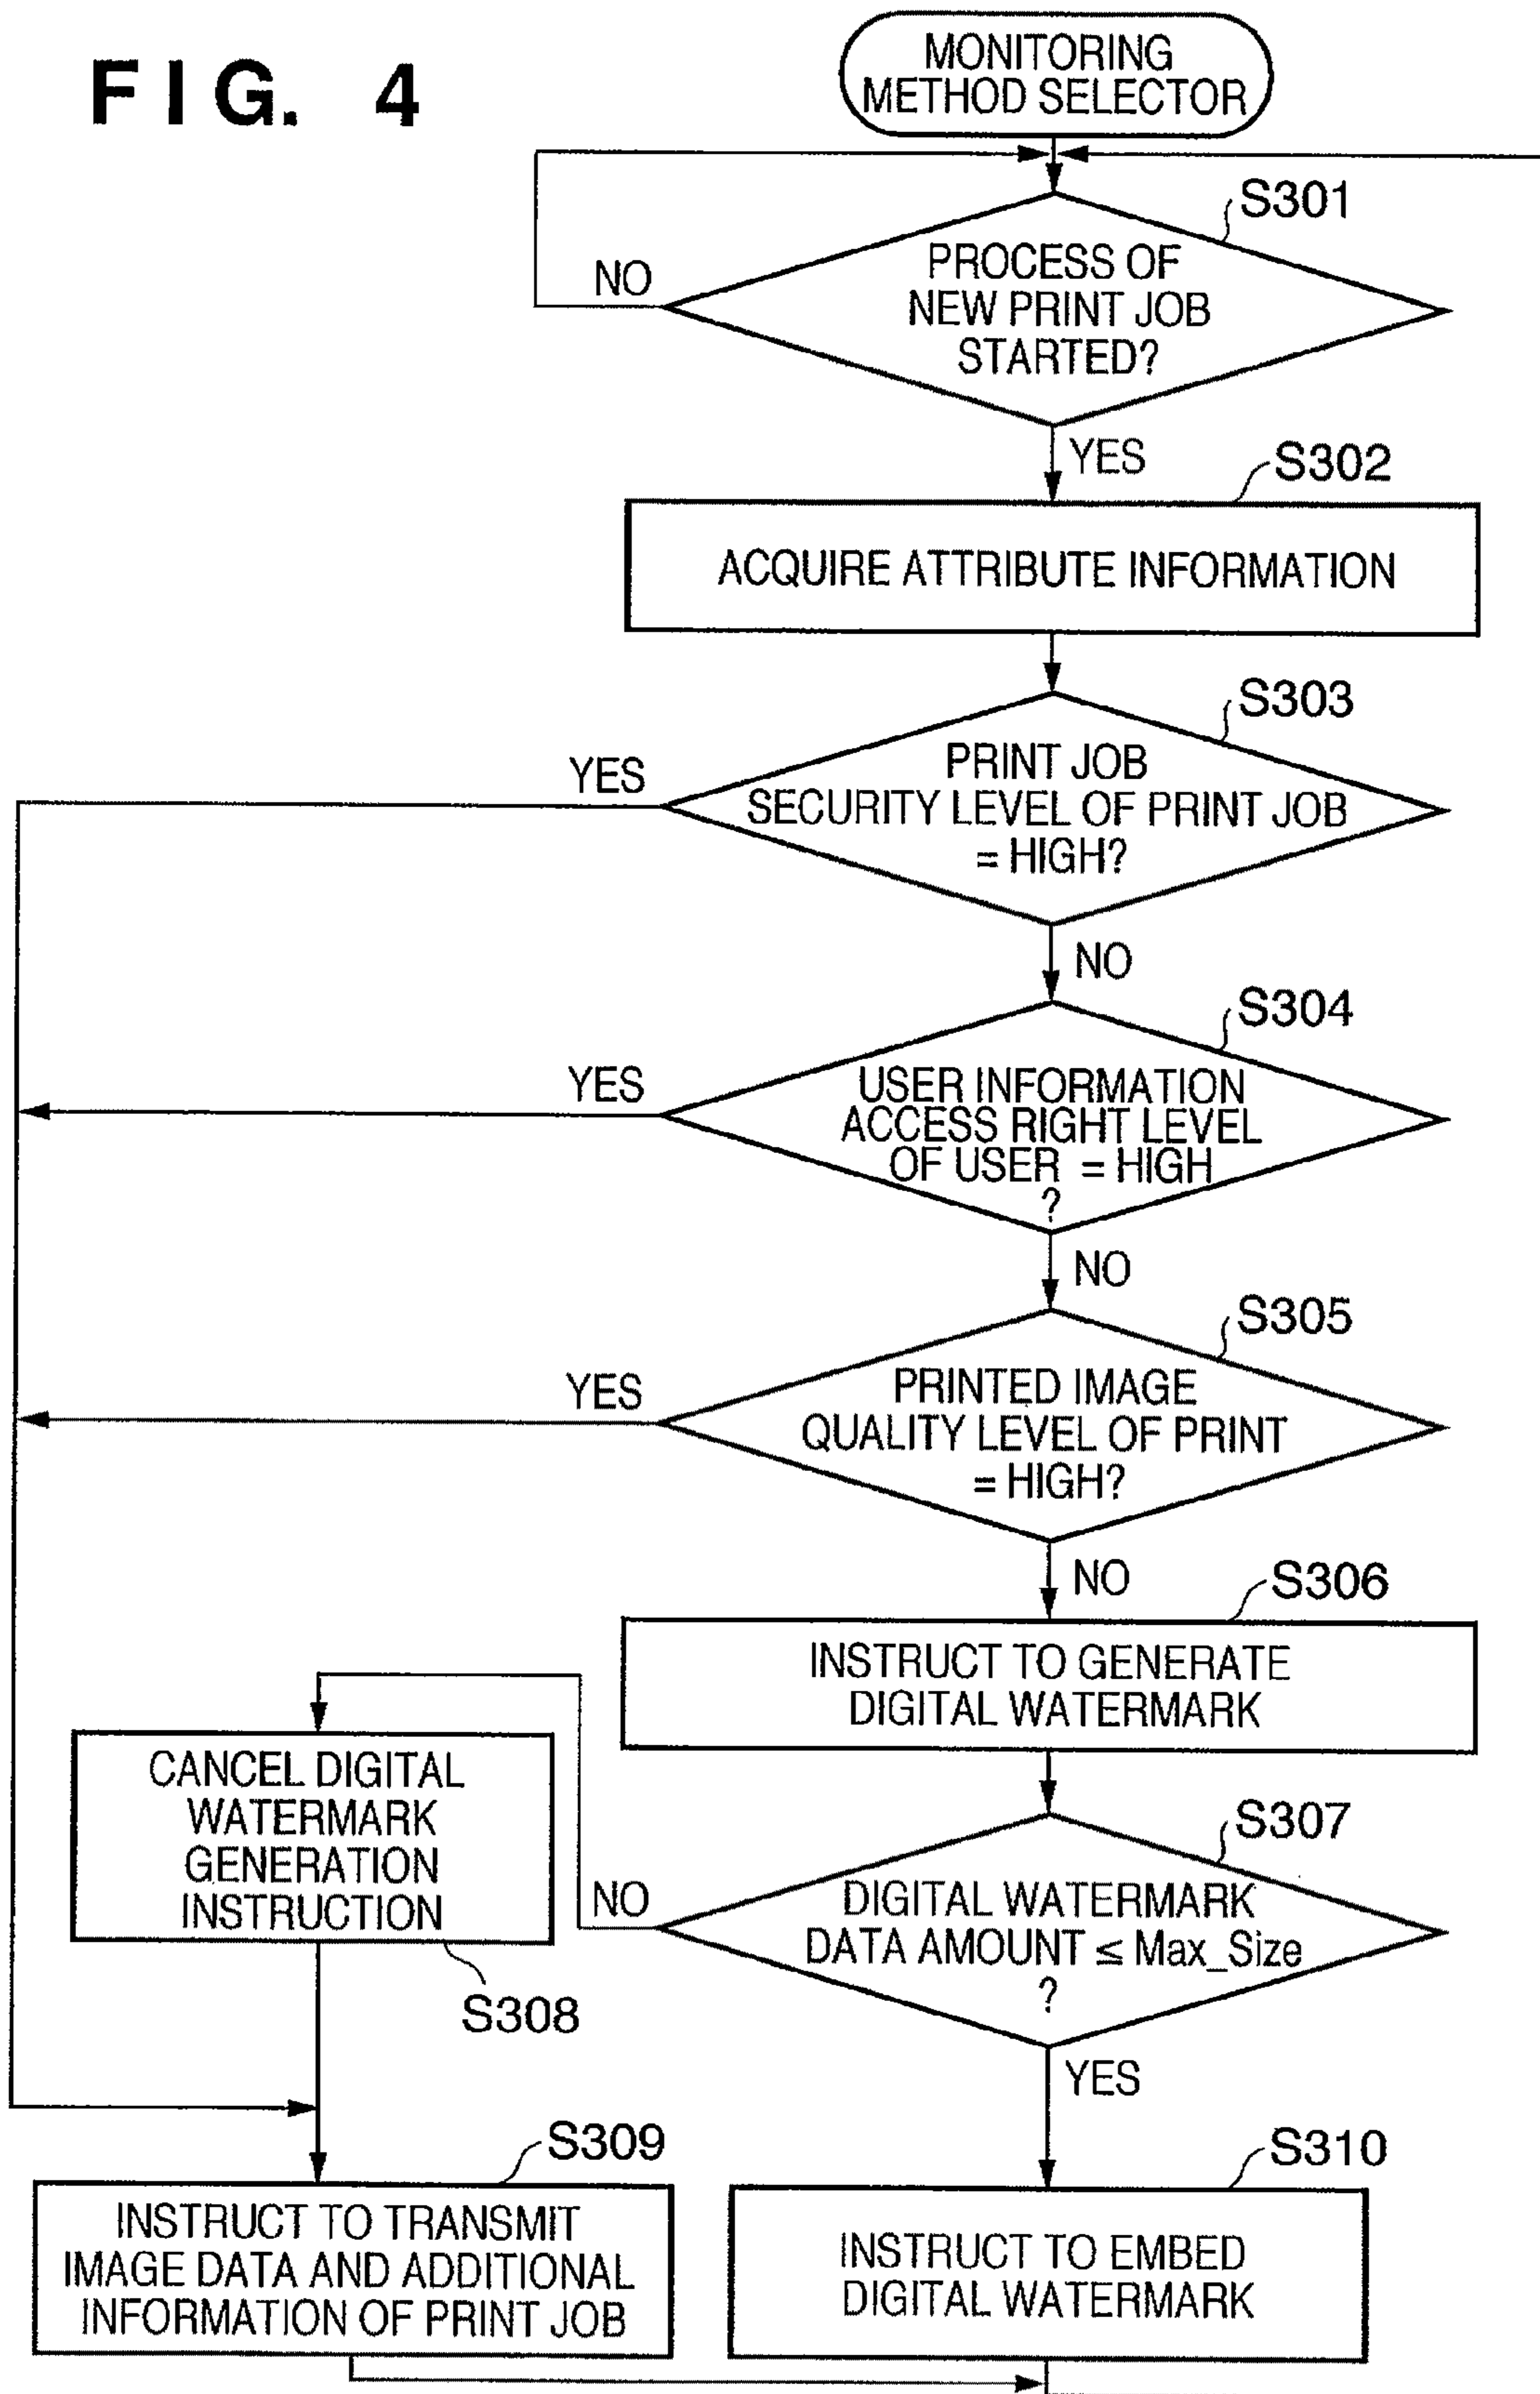 FIG. 4
MONITORING
METHOD SELECTOR
S301
PROCESS OF
NEW PRINT JOB
STARTED?
NO
YES
S302
ACQUIRE ATTRIBUTE INFORMATION
S303
PRINT JOB
SECURITY LEVEL OF PRINT JOB
= HIGH?
YES
NO
S304
USER INFORMATION
ACCESS RIGHT LEVEL
OF USER = HIGH
?
YES
NO
S305
PRINTED IMAGE
QUALITY LEVEL OF PRINT
= HIGH?
YES
NO
S306
INSTRUCT TO GENERATE
DIGITAL WATERMARK
S307
DIGITAL WATERMARK
DATA AMOUNT ≤ Max_Size
?
NO
YES
CANCEL DIGITAL
WATERMARK
GENERATION
INSTRUCTION
S308
S309
INSTRUCT TO TRANSMIT
IMAGE DATA AND ADDITIONAL
INFORMATION OF PRINT JOB
S310
INSTRUCT TO EMBED
DIGITAL WATERMARK